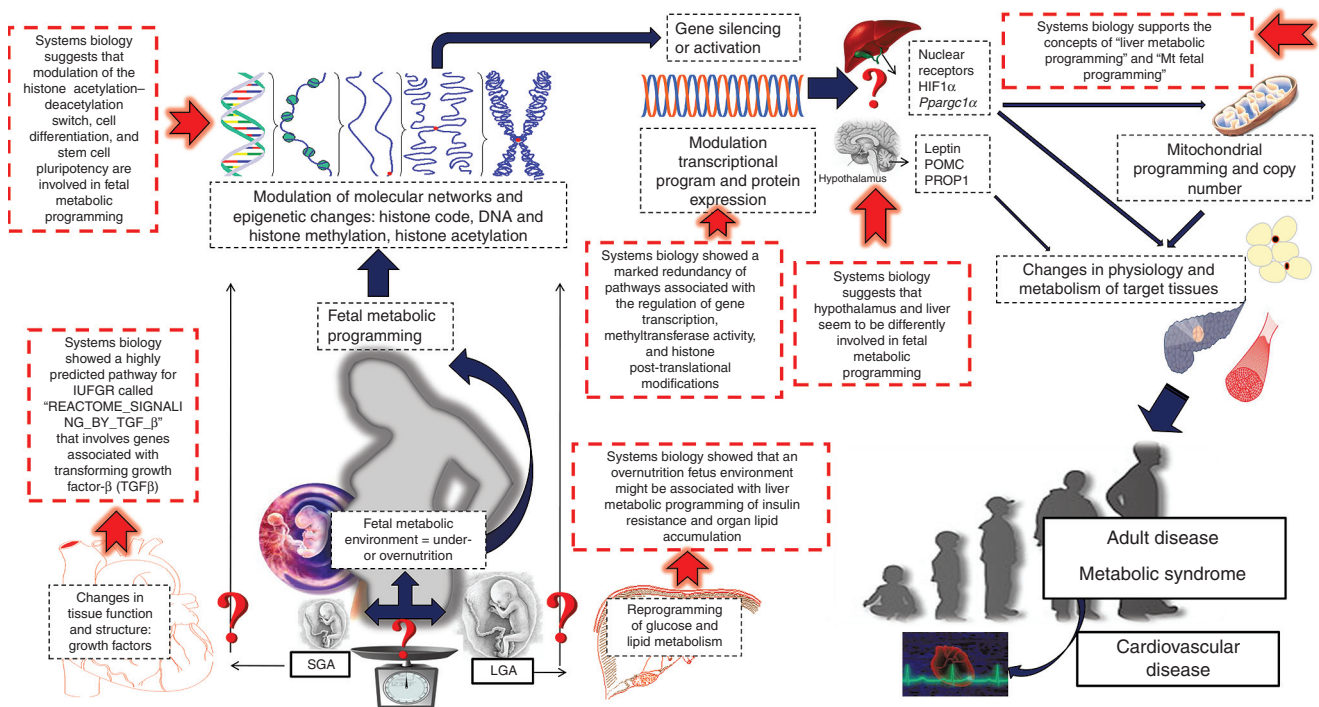 Systems biology
suggests that
modulation of the
histone acetylation–
deacetylation
switch, cell
differentiation, and
stem cell
pluripotency are
involved in fetal
metabolic
programming
Modulation of molecular networks and
epigenetic changes: histone code, DNA and
histone methylation, histone acetylation
Gene silencing
or activation
Modulation
transcriptional
program and protein
expression
?
Hypothalamus
Nuclear
receptors
HIF1α
Ppargc1α
Leptin
POMC
PROP1
Systems biology supports the
concepts of “liver metabolic
programming” and “Mt fetal
programming”
Mitochondrial
programming and copy
number
Changes in physiology and
metabolism of target tissues
Systems biology showed a
marked redundancy of
pathways associated with
the regulation of gene
transcription,
methyltransferase activity,
and histone
post-translational
modifications
Systems biology
suggests that
hypothalamus and liver
seem to be differently
involved in fetal
metabolic
programming
Fetal metabolic
programming
Systems biology
showed a highly
predicted pathway for
IUFGR called
“REACTOME_SIGNALI
NG_BY_TGF_β”
that involves genes
associated with
transforming growth
factor-β (TGFβ)
Changes in
tissue function
and structure:
growth factors
?
Fetal metabolic
environment = under-
or overnutrition
SGA
?
LGA
?
Systems biology showed that an
overnutrition fetus environment
might be associated with liver
metabolic programming of insulin
resistance and organ lipid
accumulation
Reprogramming
of glucose and
lipid metabolism
Adult disease
Metabolic syndrome
Cardiovascular
disease